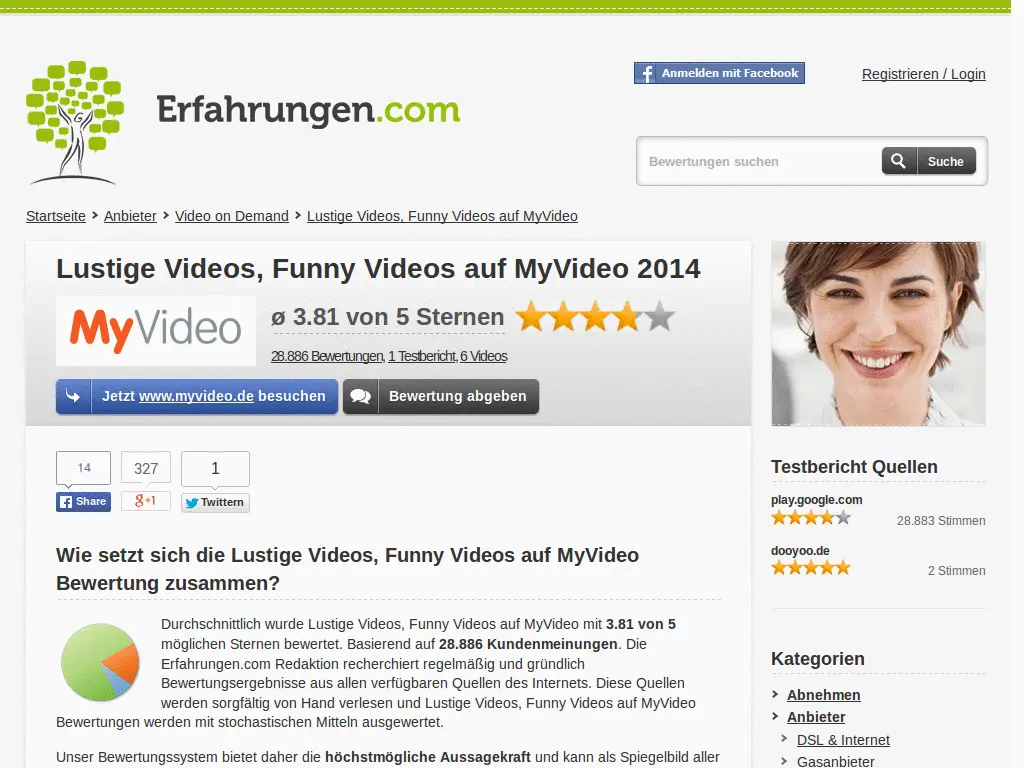 Erfahrungen.com
Anmelden mit Facebook
Registrieren / Login
Bewertungen suchen
Suche
Startseite > Anbieter > Video on Demand > Lustige Videos, Funny Videos auf MyVideo
Lustige Videos, Funny Videos auf MyVideo 2014
MyVideo
ø 3.81 von 5 Sternen
28.886 Bewertungen, 1 Testbericht, 6 Videos
Jetzt www.myvideo.de besuchen
Bewertung abgeben
14
327
1
Share
g+1
Twittern
Wie setzt sich die Lustige Videos, Funny Videos auf MyVideo
Bewertung zusammen?
Durchschnittlich wurde Lustige Videos, Funny Videos auf MyVideo mit 3.81 von 5
möglichen Sternen bewertet. Basierend auf 28.886 Kundenmeinungen. Die
Erfahrungen.com Redaktion recherchiert regelmäßig und gründlich
Bewertungsergebnisse aus allen verfügbaren Quellen des Internets. Diese Quellen
werden sorgfältig von Hand verlesen und Lustige Videos, Funny Videos auf MyVideo
Bewertungen werden mit stochastischen Mitteln ausgewertet.
Unser Bewertungssystem bietet daher die höchstmögliche Aussagekraft und kann als Spiegelbild aller
Testbericht Quellen
play.google.com
28.883 Stimmen
dooyoo.de
2 Stimmen
Kategorien
Abnehmen
Anbieter
DSL & Internet
Gasanbieter